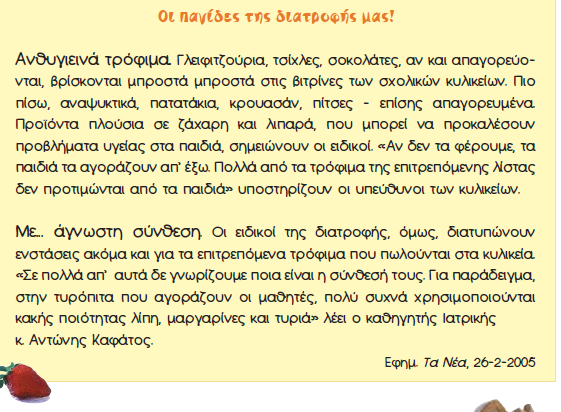 Οι παγίδες της διατροφής μας!
Ανθυγιεινά τρόφιμα. Γλειφιτζούρια, τσίχλες, σοκολάτες, αν και απαγορεύο-
νται, βρίσκονται μπροστά μπροστά στις βιτρίνες των σχολικών κυλικείων. Πιο
πίσω, αναψυκτικά, πατατάκια, κρουασάν, πίτσες - επίσης απαγορευμένα.
Προϊόντα πλούσια σε ζάχαρη και λιπαρά, που μπορεί να προκαλέσουν
προβλήματα υγείας στα παιδιά, σημειώνουν οι ειδικοί. «Αν δεν τα φέρουμε, τα
παιδιά τα αγοράζουν απ' έξω. Πολλά από τα τρόφιμα της επιτρεπόμενης λίστας
δεν προτιμώνται από τα παιδιά» υποστηρίζουν οι υπεύθυνοι των κυλικείων.
Με... άγνωστη σύνθεση. Οι ειδικοί της διατροφής, όμως, διατυπώνουν
ενστάσεις ακόμα και για τα επιτρεπόμενα τρόφιμα που πωλούνται στα κυλικεία.
«Σε πολλά απ' αυτά δε γνωρίζουμε ποια είναι η σύνθεσή τους. Για παράδειγμα,
στην τυρόπιτα που αγοράζουν οι μαθητές, πολύ συχνά χρησιμοποιούνται
κακής ποιότητας λίπη, μαργαρίνες και τυριά» λέει ο καθηγητής Ιατρικής
κ. Αντώνης Καφάτος.
Εφημ. Τα Νέα, 26-2-2005